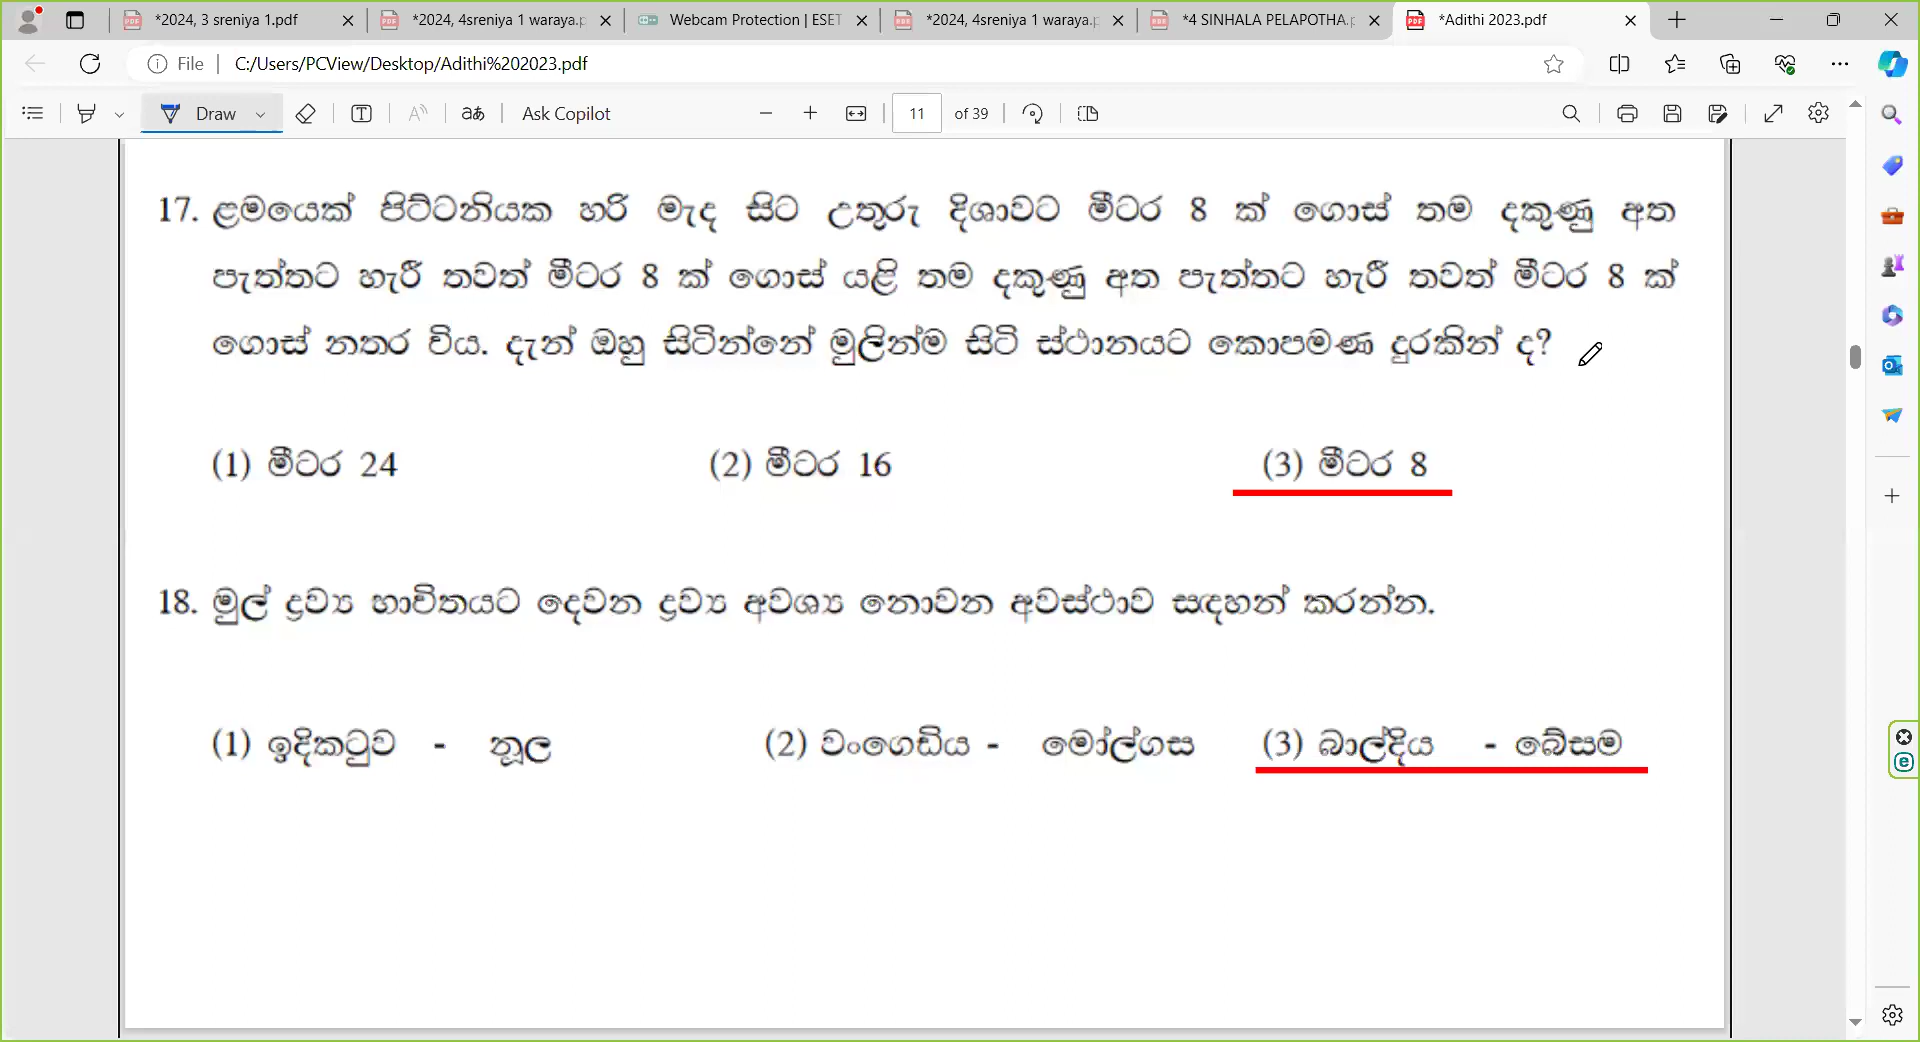 *2024, 3 sreniya 1.pdf
*2024, 4sreniya 1 waraya.p
Webcam Protection | ESET
*2024, 4sreniya 1 waraya.p
*4 SINHALA PELAPOTHA.p
*Adithi 2023.pdf
File
C:/Users/PCView/Desktop/Adithi%202023.pdf
Draw
Ask Copilot
11 of 39
17. ළමයෙක් පිට්ටනියක හරි මැද සිට උතුරු දිශාවට මීටර 8 ක් ගොස් තම දකුණු අත
පැත්තට හැරී තවත් මීටර 8 ක් ගොස් යළි තම දකුණු අත පැත්තට හැරී තවත් මීටර 8 ක්
ගොස් නතර විය. දැන් ඔහු සිටින්නේ මුලින්ම සිටි ස්ථානයට කොපමණ දුරකින් ද?
(1) මීටර 24 (2) මීටර 16 (3) මීටර 8
18. මුල් ද්‍රව්‍ය භාවිතයට දෙවන ද්‍රව්‍ය අවශ්‍ය නොවන අවස්ථාව සඳහන් කරන්න.
(1) ඉදිකටුව - නූල (2) වංගෙඩිය - මෝල්ගස (3) බාල්දිය - බේසම